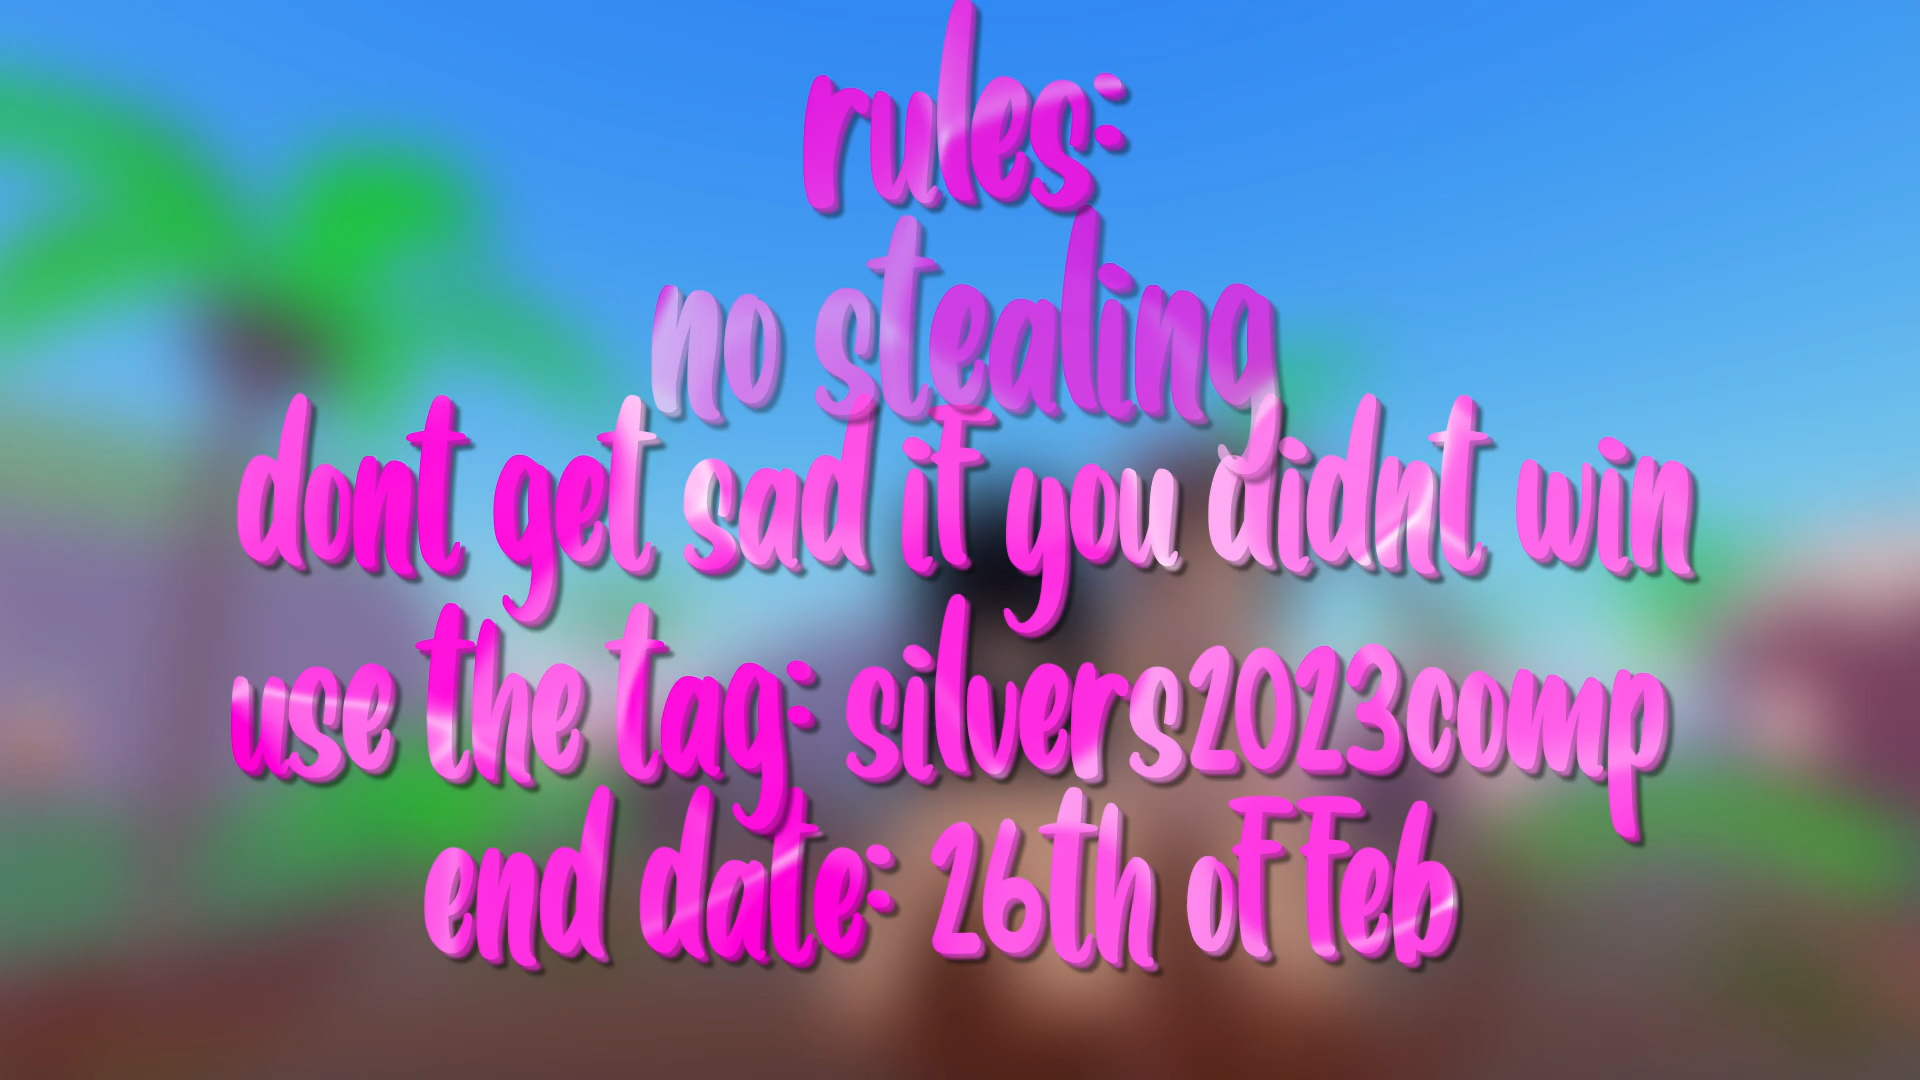 rules:
no stealing
dont get sad if you didnt win
use the tag: silvers2023comp
end date: 26th of feb